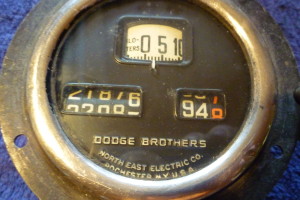 0 5 10
21876
94
DODGE BROTHERS
NORTH EAST ELECTRIC CO.
ROCHESTER N.Y. U.S.A.